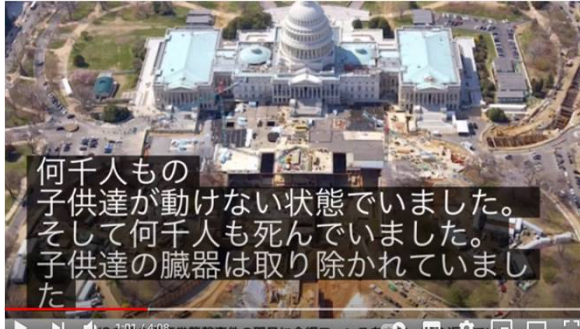 何千人もの
子供達が動けない状態でいました。
そして何千人も死んでいました。
子供達の臓器は取り除かれていまし
た
1:01 / 4:08